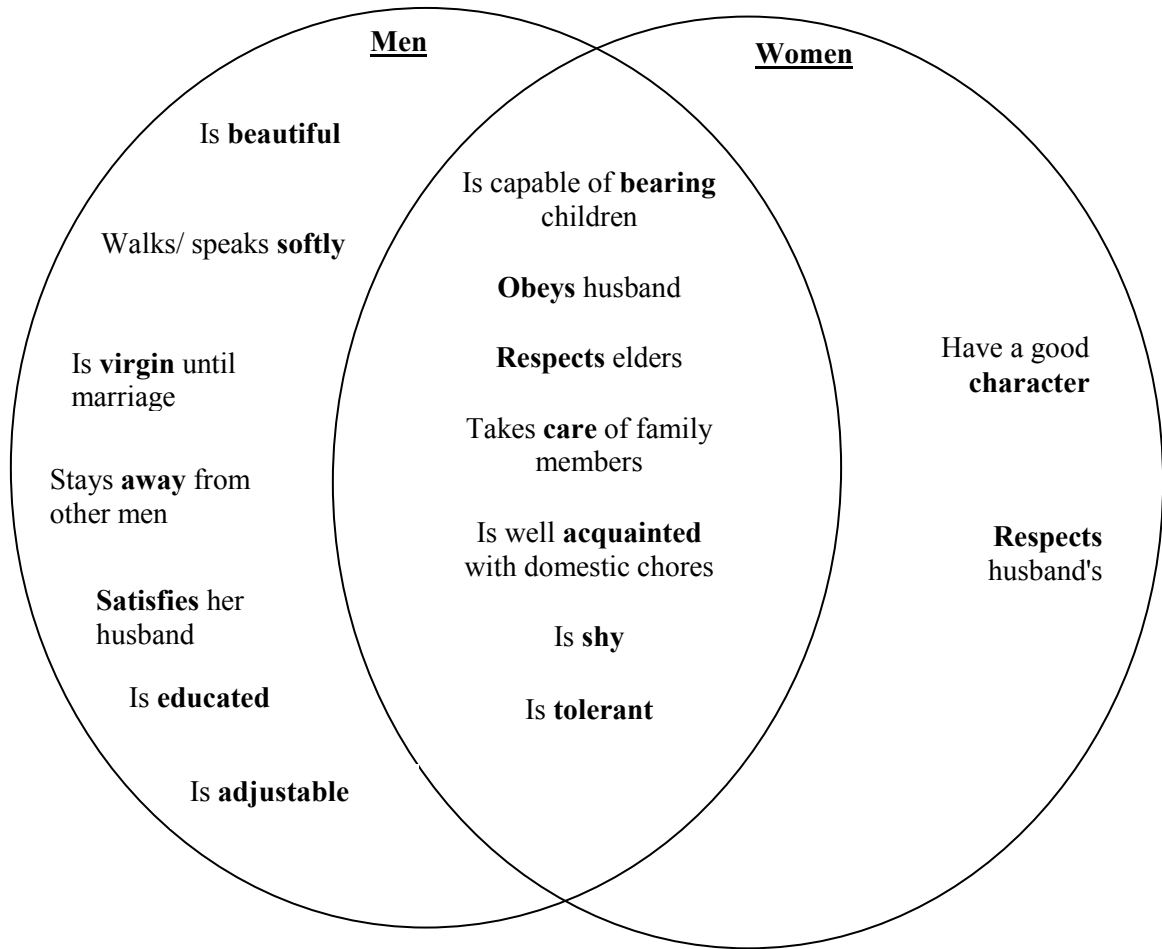 Men
Women
Is beautiful
Walks/ speaks softly
Is virgin until
marriage
Stays away from
other men
Satisfies her
husband
Is educated
Is adjustable
Is capable of bearing
children
Obeys husband
Respects elders
Takes care of family
members
Is well acquainted
with domestic chores
Is shy
Is tolerant
Have a good
character
Respects
husband's